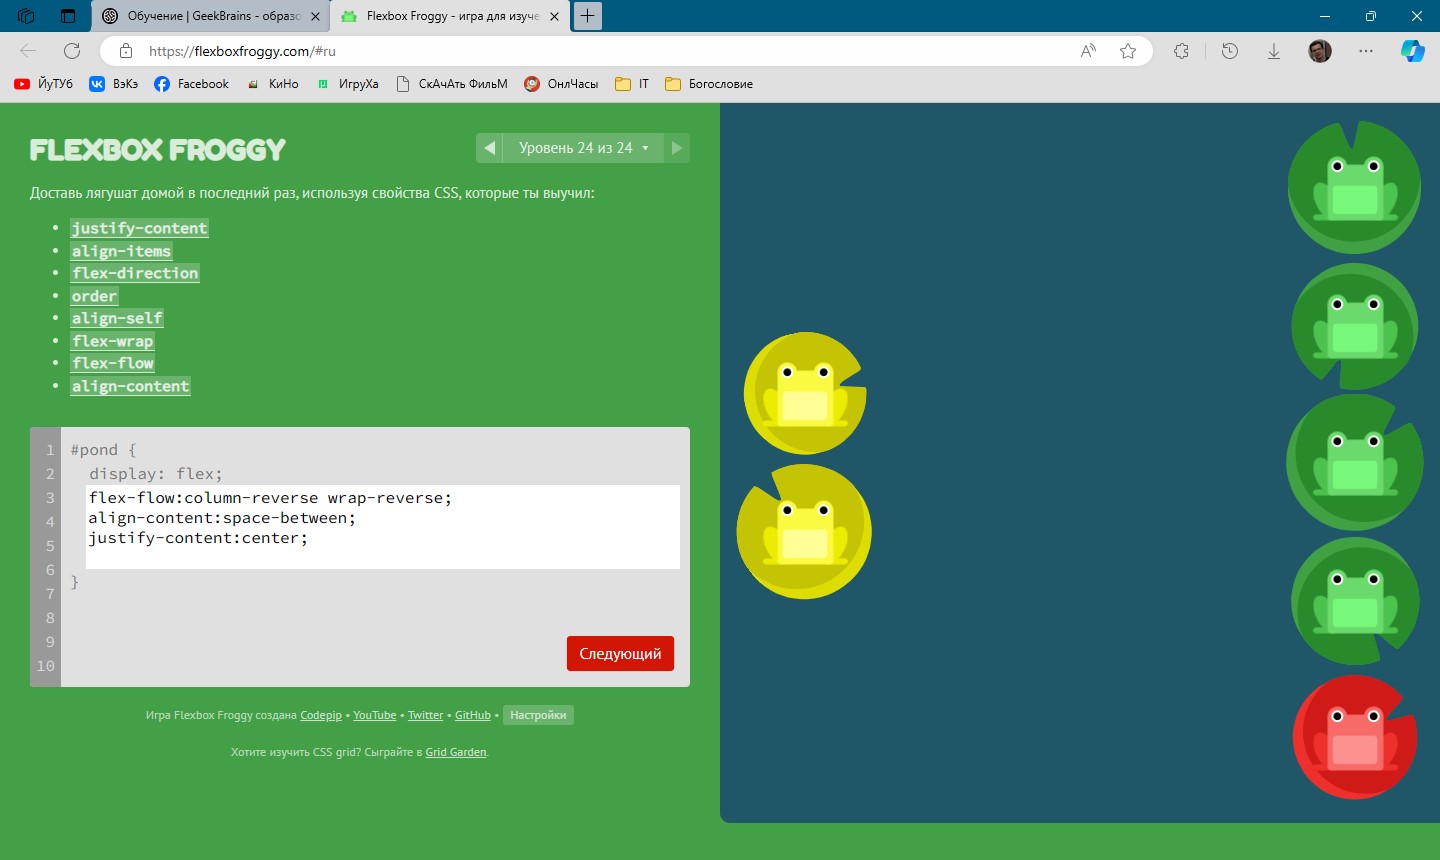 Обучение | GeekBrains - образо
Flexbox Froggy - игра для изуче
https://flexboxfroggy.com/#ru
ЙуТУб
ВэКэ
Facebook
КиНо
ИгруХа
СкАчАть ФильМ
ОнлЧасы
IT
Богословие
FLEXBOX FROGGY
Уровень 24 из 24
Доставь лягушат домой в последний раз, используя свойства CSS, которые ты выучил:
• justify-content
• align-items
• flex-direction
• order
• align-self
• flex-wrap
• flex-flow
• align-content
1 #pond {
2 display: flex;
3 flex-flow:column-reverse wrap-reverse;
4 align-content:space-between;
5 justify-content:center;
6
7 }
8
9
10
Следующий
Игра Flexbox Froggy создана Codepip • YouTube • Twitter • GitHub • Настройки
Хотите изучить CSS grid? Сыграйте в Grid Garden.